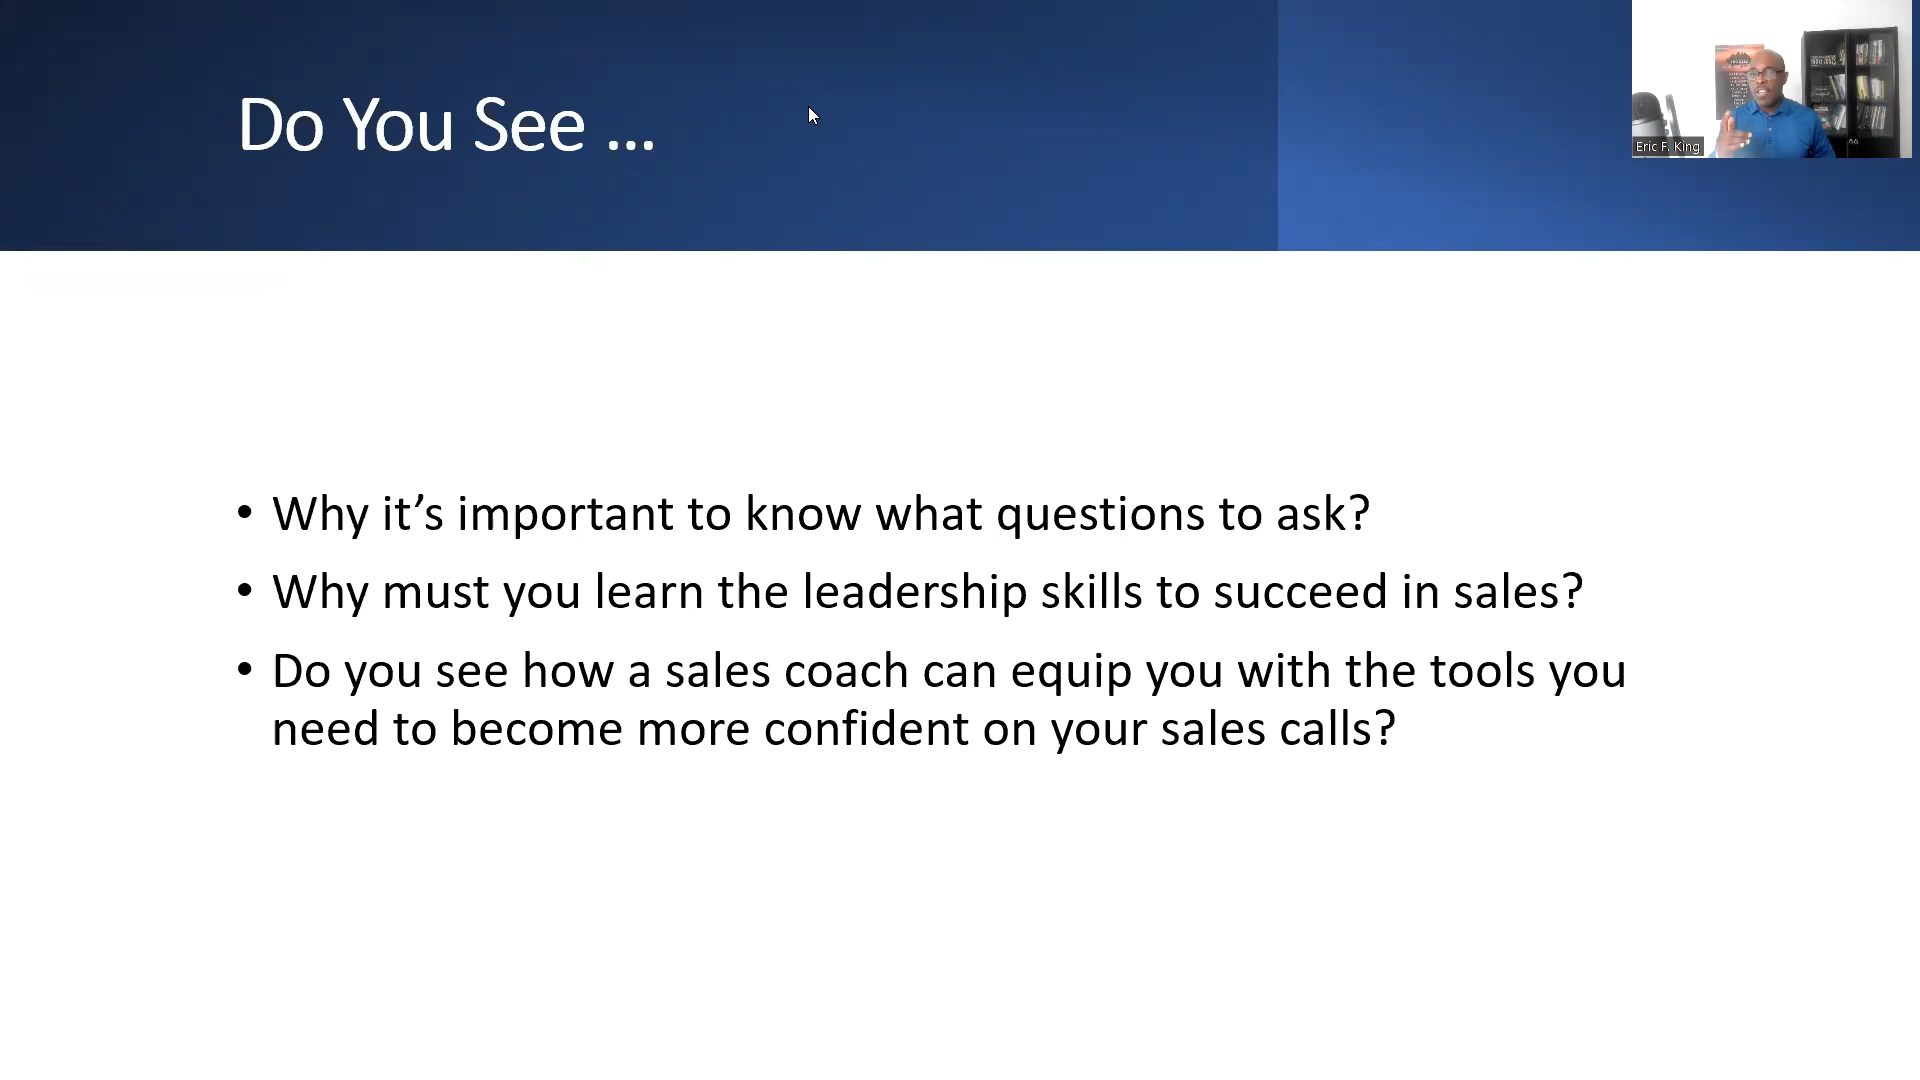 Do You See ...
Eric F. King
• Why it’s important to know what questions to ask?
• Why must you learn the leadership skills to succeed in sales?
• Do you see how a sales coach can equip you with the tools you
need to become more confident on your sales calls?